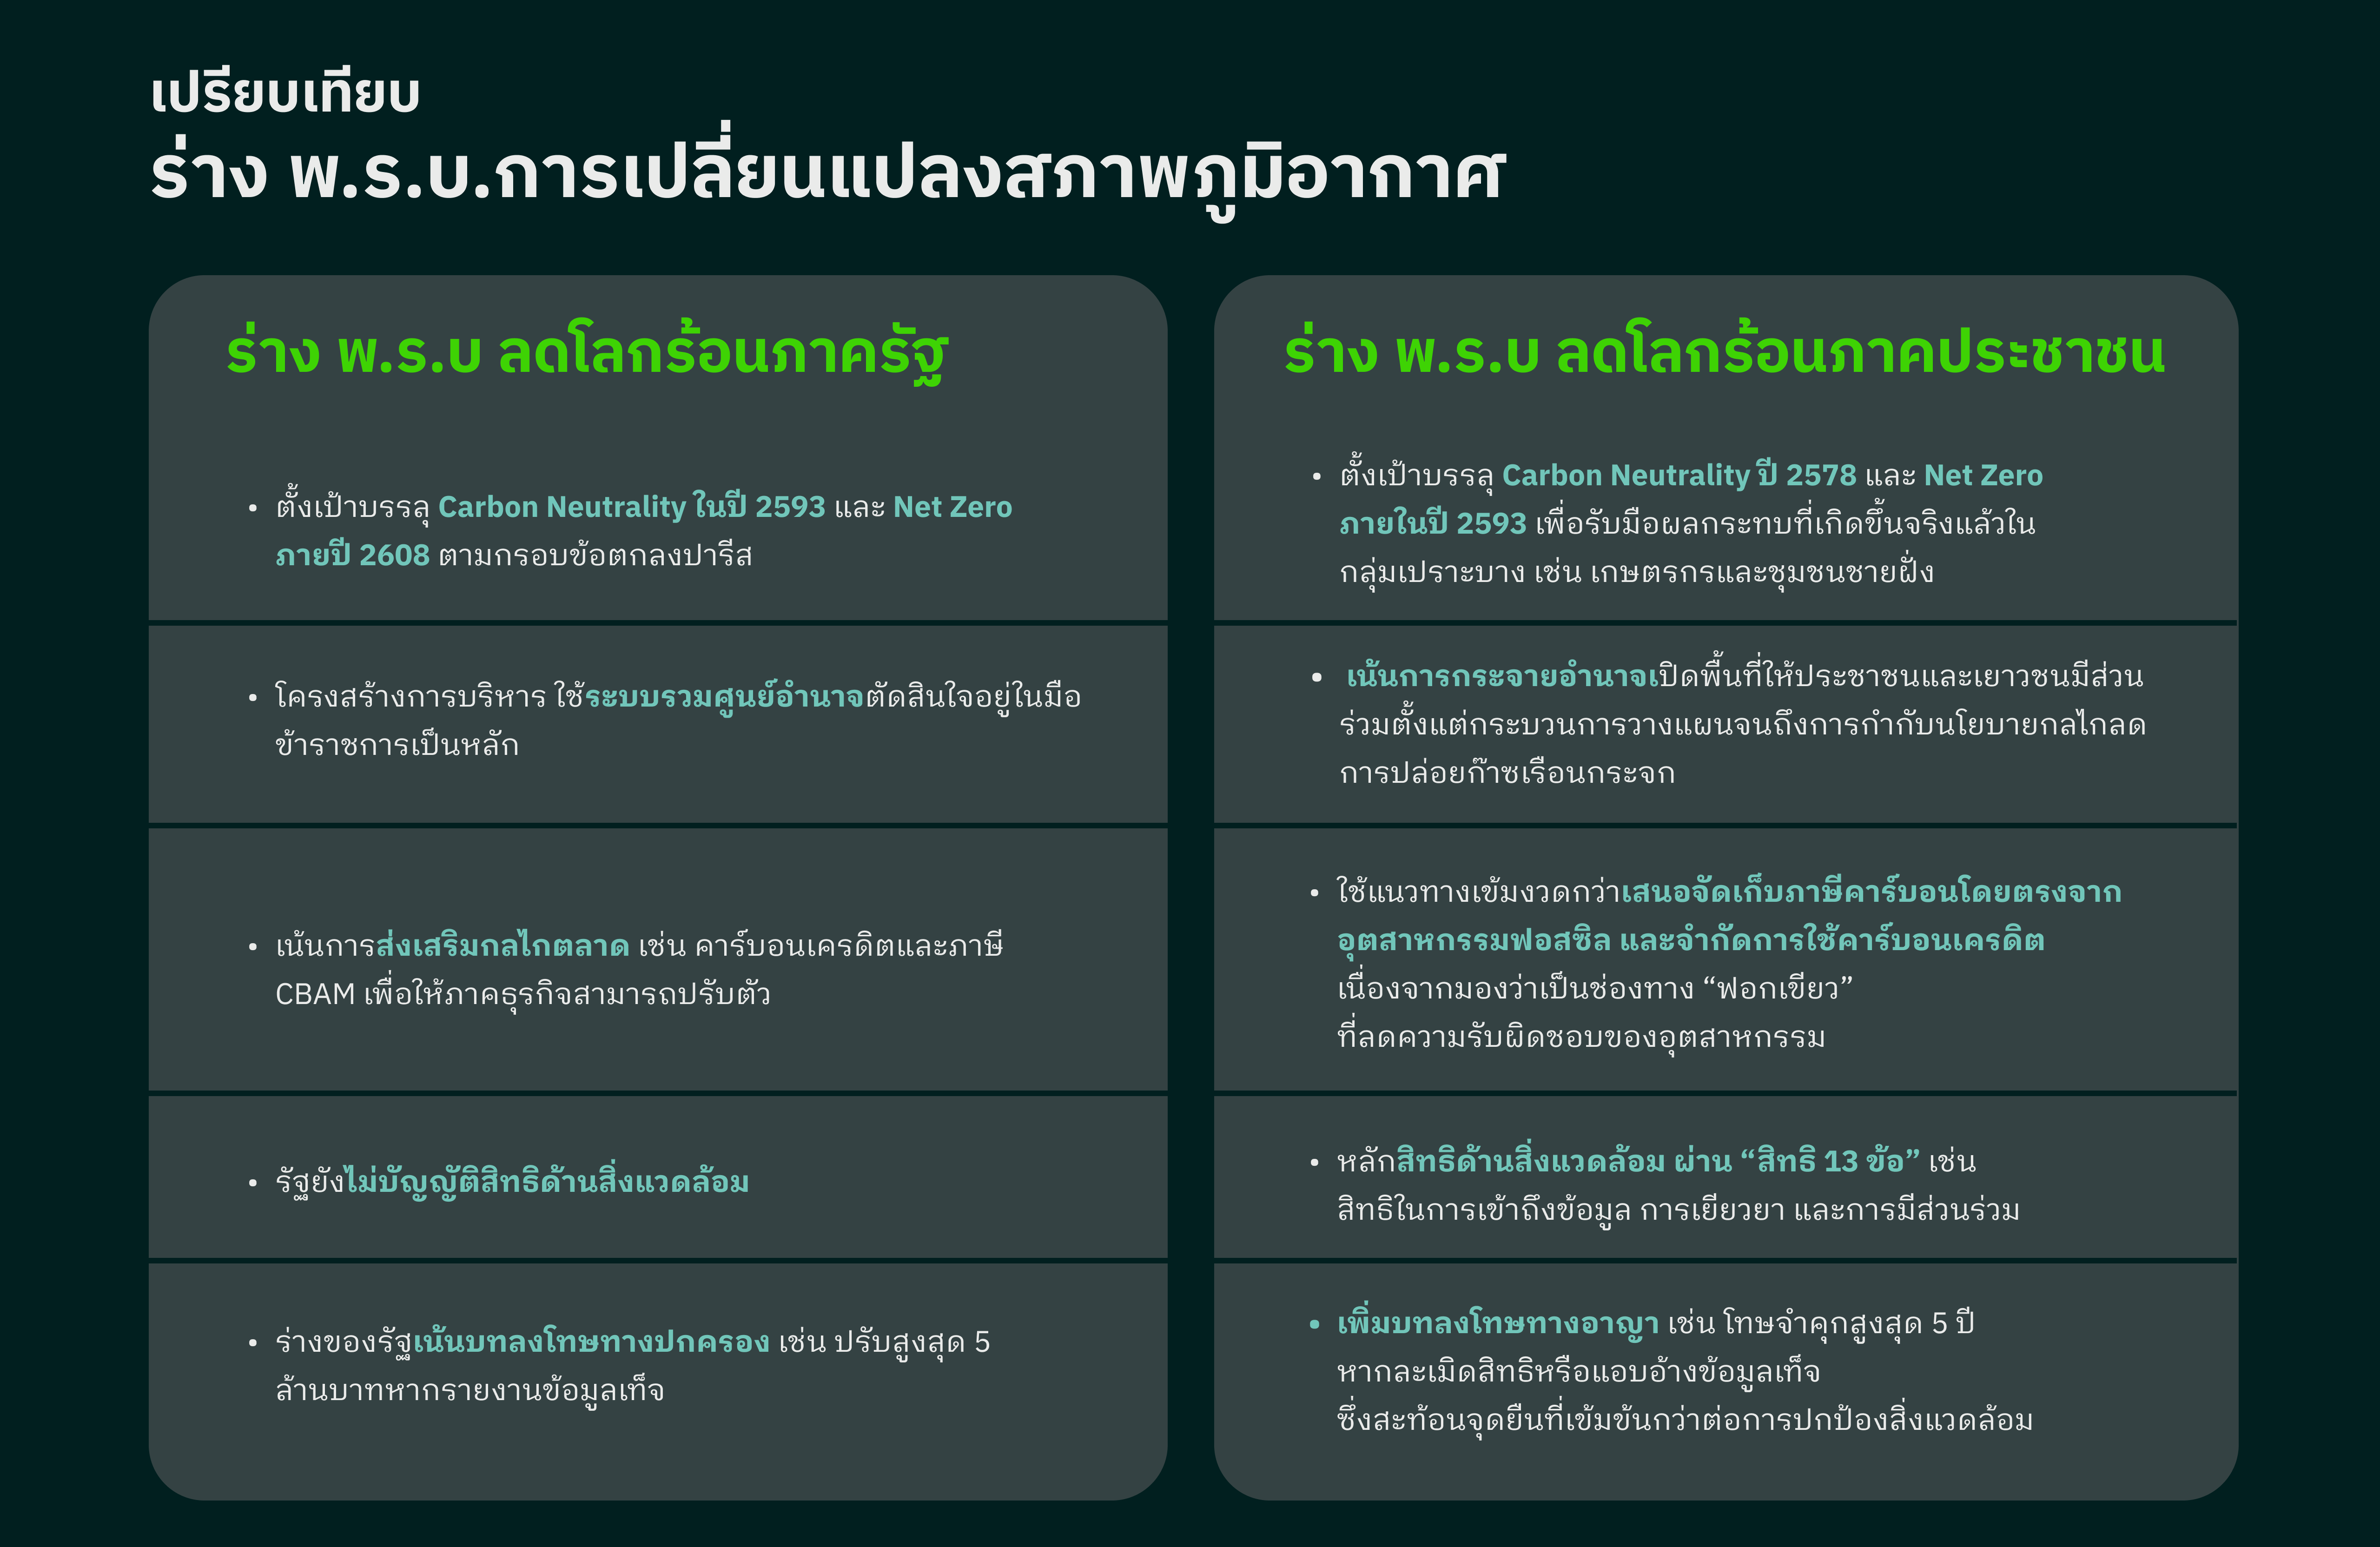 เปรียบเทียบ
ร่าง พ.ร.บ.การเปลี่ยนแปลงสภาพภูมิอากาศ
ร่าง พ.ร.บ ลดโลกร้อนภาครัฐ
• ตั้งเป้าบรรลุ Carbon Neutrality ในปี 2593 และ Net Zero
ภายปี 2608 ตามกรอบข้อตกลงปารีส
• โครงสร้างการบริหาร ใช้ระบบรวมศูนย์อำนาจตัดสินใจอยู่ในมือ
ข้าราชการเป็นหลัก
• เน้นการส่งเสริมกลไกตลาด เช่น คาร์บอนเครดิตและภาษี
CBAM เพื่อให้ภาคธุรกิจสามารถปรับตัว
• รัฐยังไม่บัญญัติสิทธิด้านสิ่งแวดล้อม
• ร่างของรัฐเน้นบทลงโทษทางปกครอง เช่น ปรับสูงสุด 5
ล้านบาทหากรายงานข้อมูลเท็จ
ร่าง พ.ร.บ ลดโลกร้อนภาคประชาชน
• ตั้งเป้าบรรลุ Carbon Neutrality ปี 2578 และ Net Zero
ภายในปี 2593 เพื่อรับมือผลกระทบที่เกิดขึ้นจริงแล้วใน
กลุ่มเปราะบาง เช่น เกษตรกรและชุมชนชายฝั่ง
• เน้นการกระจายอำนาจเปิดพื้นที่ให้ประชาชนและเยาวชนมีส่วน
ร่วมตั้งแต่กระบวนการวางแผนจนถึงการกำกับนโยบายกลไกลด
การปล่อยก๊าซเรือนกระจก
• ใช้แนวทางเข้มงวดกว่าเสนอจัดเก็บภาษีคาร์บอนโดยตรงจาก
อุตสาหกรรมฟอสซิล และจำกัดการใช้คาร์บอนเครดิต
เนื่องจากมองว่าเป็นช่องทาง “ฟอกเขียว”
ที่ลดความรับผิดชอบของอุตสาหกรรม
• หลักสิทธิด้านสิ่งแวดล้อม ผ่าน “สิทธิ 13 ข้อ” เช่น
สิทธิในการเข้าถึงข้อมูล การเยียวยา และการมีส่วนร่วม
• เพิ่มบทลงโทษทางอาญา เช่น โทษจำคุกสูงสุด 5 ปี
หากละเมิดสิทธิหรือแอบอ้างข้อมูลเท็จ
ซึ่งสะท้อนจุดยืนที่เข้มข้นกว่าต่อการปกป้องสิ่งแวดล้อม